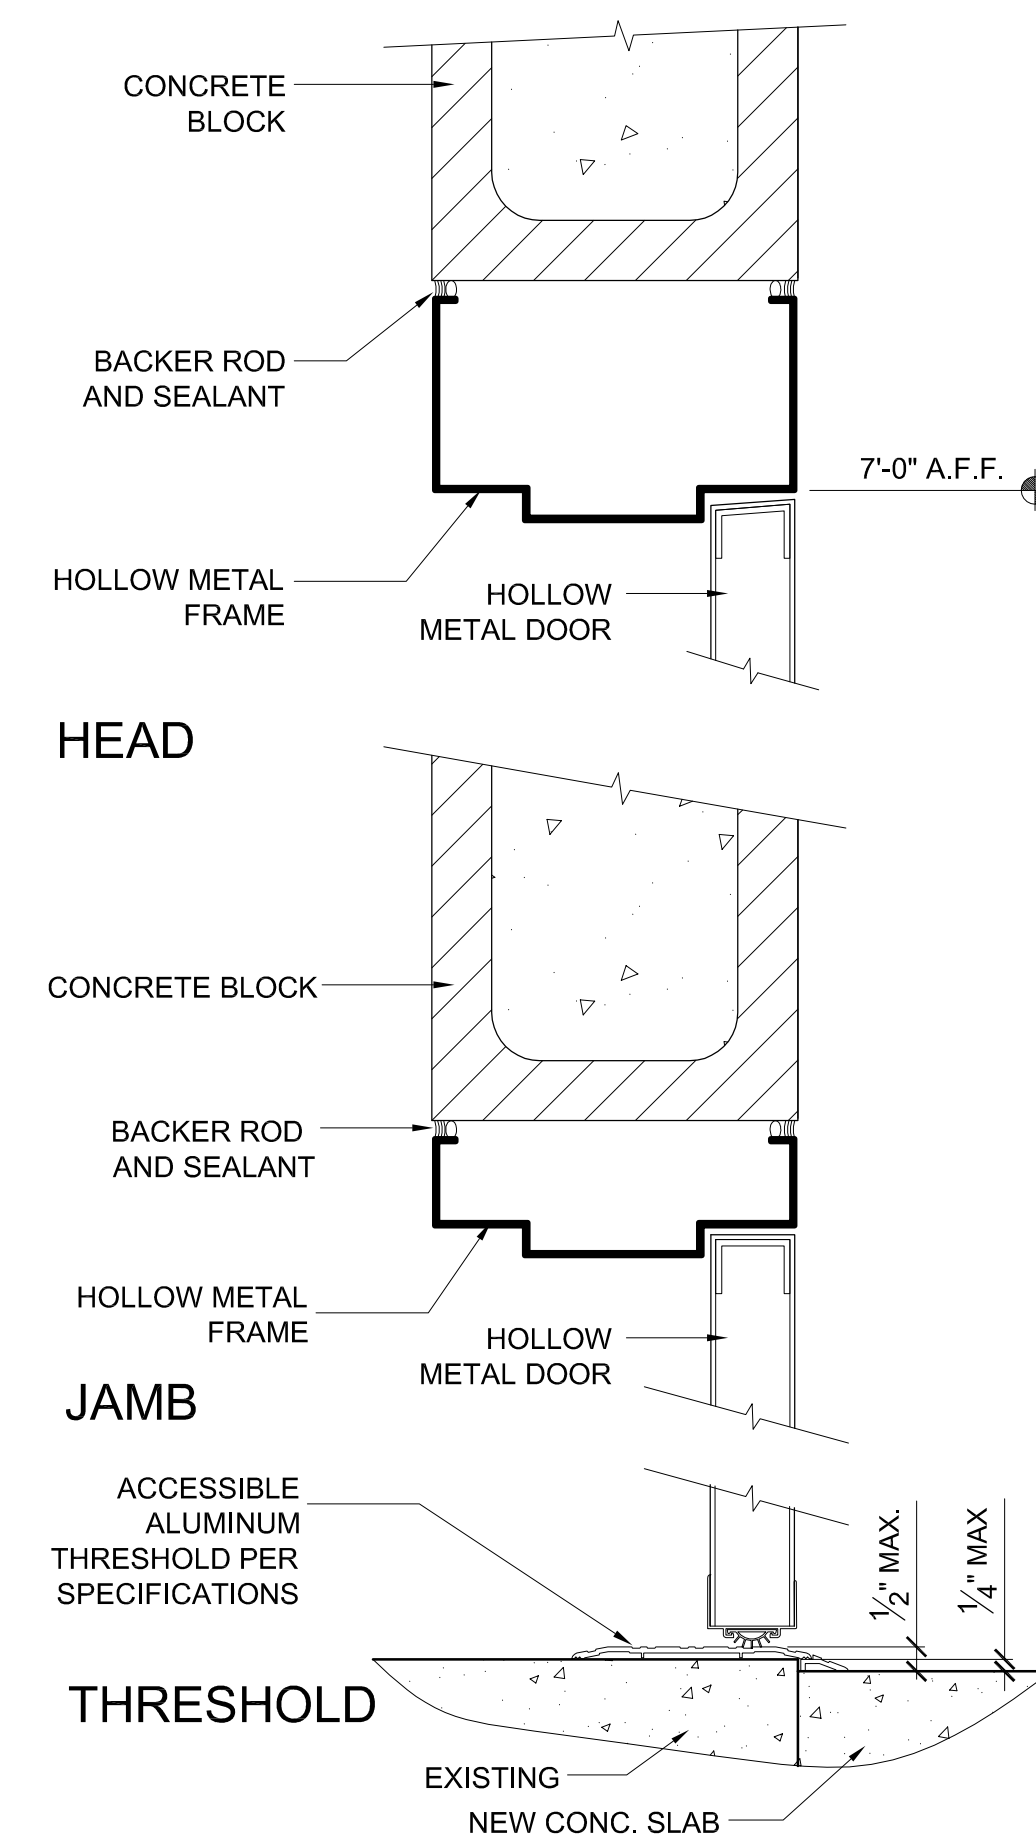 CONCRETE
BLOCK
BACKER ROD
AND SEALANT
7'-0" A.F.F.
HOLLOW METAL
FRAME
HOLLOW
METAL DOOR
HEAD
CONCRETE BLOCK
BACKER ROD
AND SEALANT
HOLLOW METAL
FRAME
HOLLOW
METAL DOOR
JAMB
ACCESSIBLE
ALUMINUM
THRESHOLD PER
SPECIFICATIONS
1/2" MAX.
1/4" MAX
THRESHOLD
EXISTING
NEW CONC. SLAB